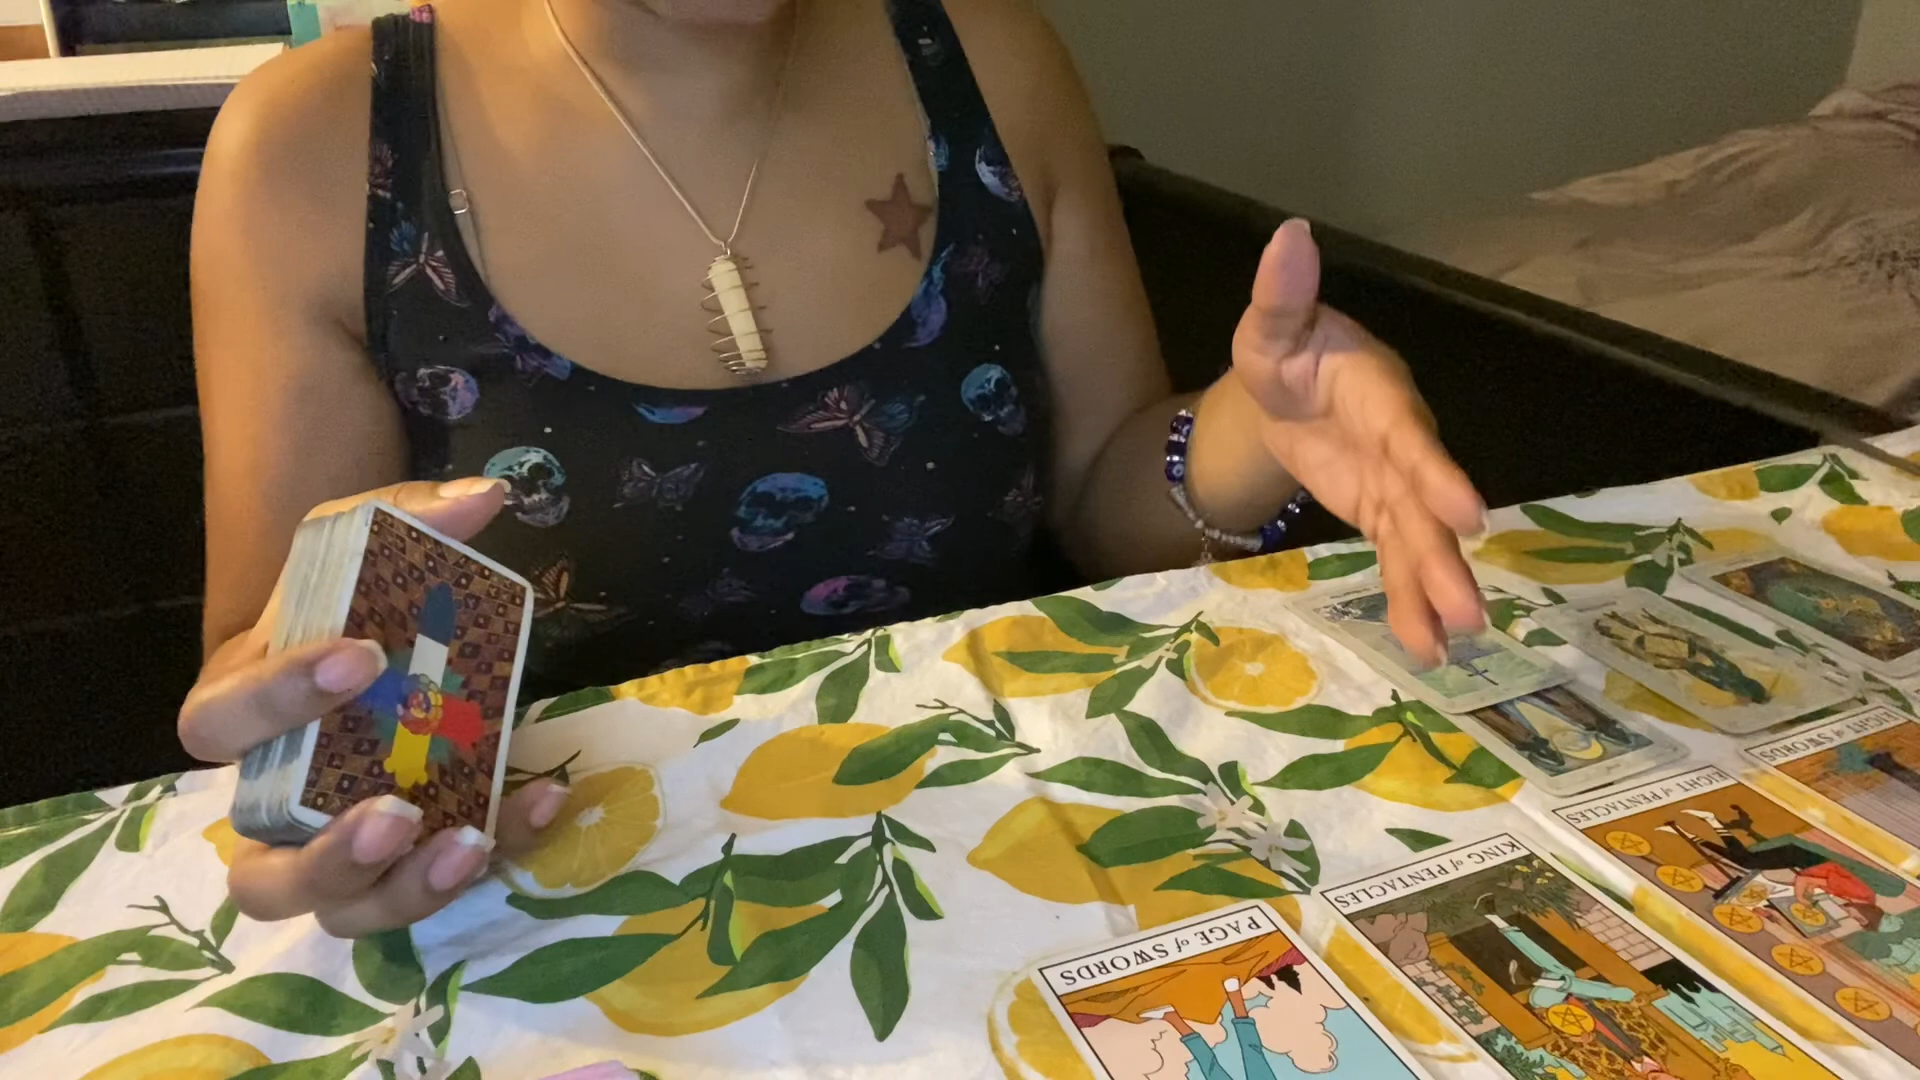 PAGE of SWORDS
KING of PENTACLES
EIGHT of PENTACLES
EIGHT of SWORDS